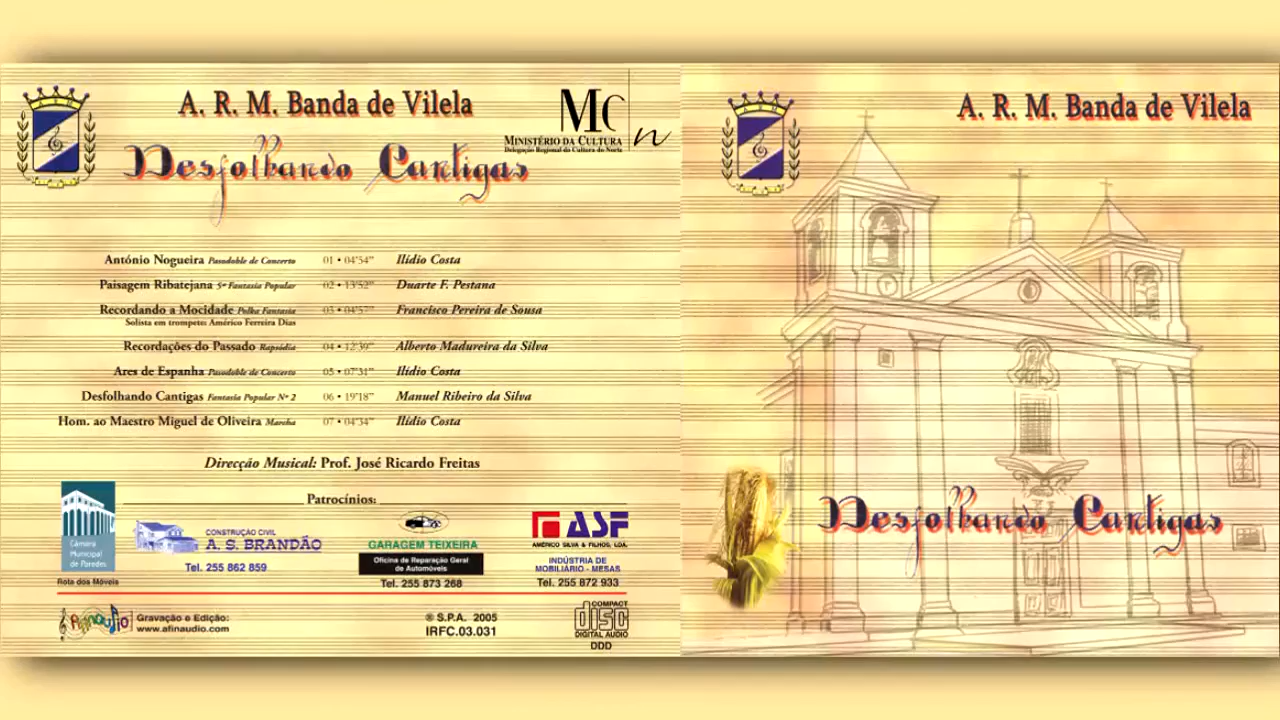 A. R. M. Banda de Vilela
Desfolhando Cantigas
MC
n
MINISTÉRIO DA CULTURA
Delegação Regional da Cultura do Norte
António Nogueira Pasodoble de Concerto 01 • 04'54" Ilídio Costa
Paisagem Ribatejana 5ª Fantasia Popular 02 • 13'52" Duarte F. Pestana
Recordando a Mocidade Polka Fantasia 03 • 04'57" Francisco Pereira de Sousa
Solista em trompete: Américo Ferreira Dias
Recordações do Passado Rapsódia 04 • 12'39" Alberto Madureira da Silva
Ares de Espanha Pasodoble de Concerto 05 • 07'31" Ilídio Costa
Desfolhando Cantigas Fantasia Popular Nº 2 06 • 19'18" Manuel Ribeiro da Silva
Hom. ao Maestro Miguel de Oliveira Marcha 07 • 04'34" Ilídio Costa
Direcção Musical: Prof. José Ricardo Freitas
Patrocínios:
Câmara
Municipal
de Paredes
Rota dos Móveis
CONSTRUÇÃO CIVIL
A. S. BRANDÃO
Tel. 255 862 859
GARAGEM TEIXEIRA
Oficina de Reparação Geral
de Automóveis
Tel. 255 873 268
ASF
AMÉRICO SILVA & FILHOS, LDA.
INDÚSTRIA DE
MOBILIÁRIO - MESAS
Tel. 255 872 933
Afinaudio
Gravação e Edição:
www.afinaudio.com
® S.P.A. 2005
IRFC.03.031
COMPACT
disc
DIGITAL AUDIO
DDD
A. R. M. Banda de Vilela
Desfolhando Cantigas